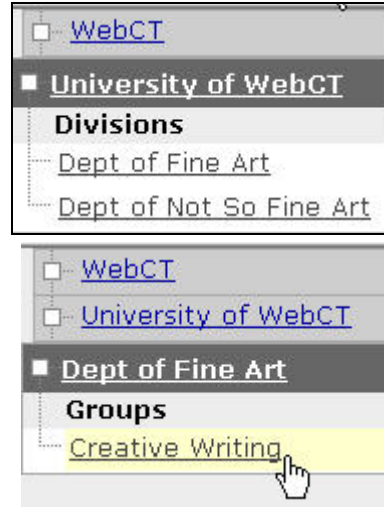 WebCT
University of WebCT
Divisions
Dept of Fine Art
Dept of Not So Fine Art
WebCT
University of WebCT
Dept of Fine Art
Groups
Creative Writing